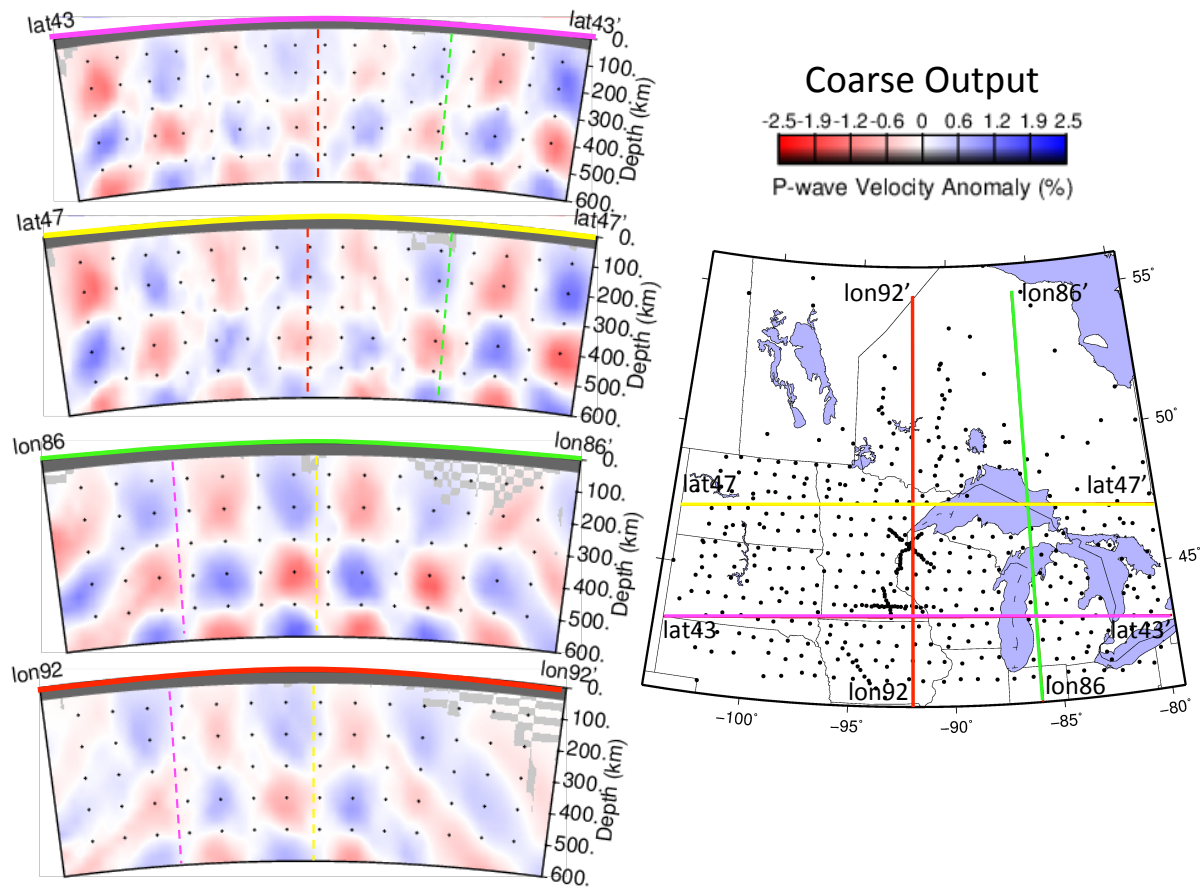 lat43
lat43’
0.
100.
200.
300.
400.
500.
600.
Depth (km)
lat47
lat47’
0.
100.
200.
300.
400.
500.
600.
Depth (km)
lon86
lon86’
0.
100.
200.
300.
400.
500.
600.
Depth (km)
lon92
lon92’
0.
100.
200.
300.
400.
500.
600.
Depth (km)
Coarse Output
-2.5 -1.9 -1.2 -0.6 0 0.6 1.2 1.9 2.5
P-wave Velocity Anomaly (%)
55°
lon92’ lon86’
50°
lat47 lat47’
45°
lat43 lat43’
lon92 lon86
−100° −95° −90° −85° −80°